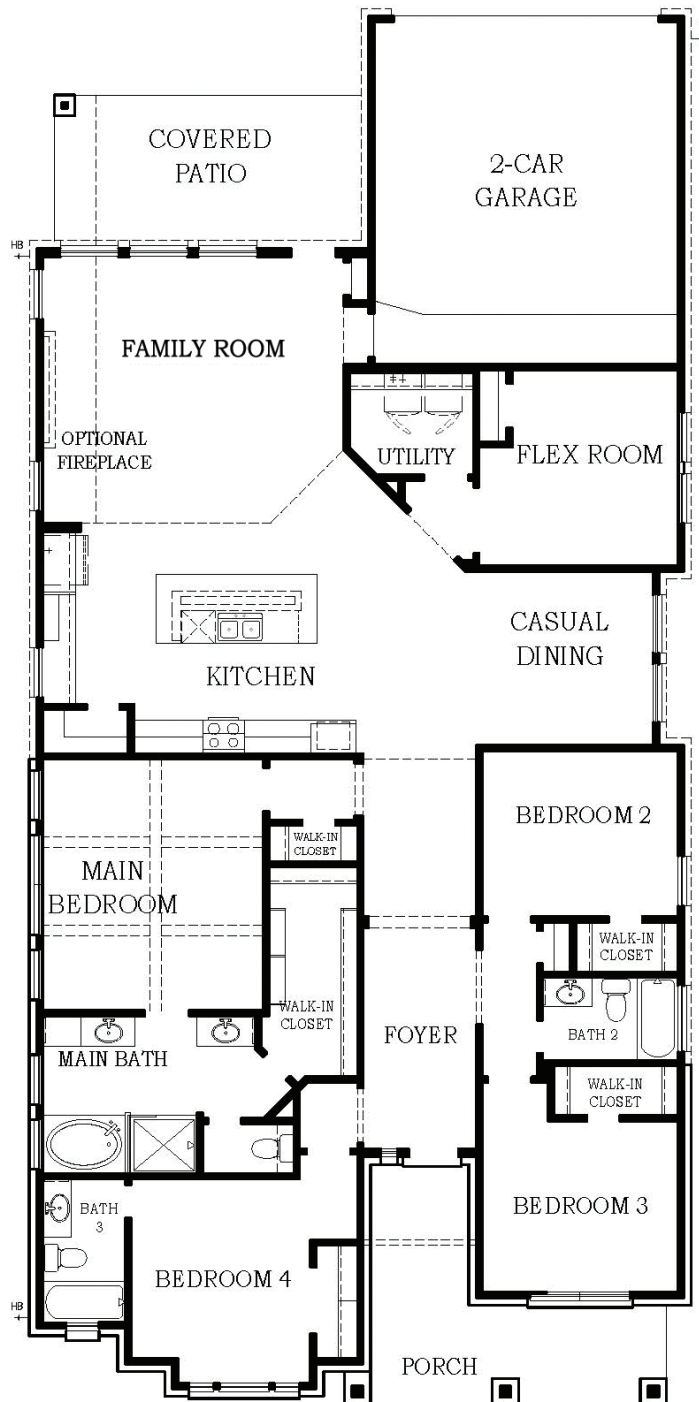 COVERED
PATIO
2-CAR
GARAGE
HB
FAMILY ROOM
OPTIONAL
FIREPLACE
UTILITY
FLEX ROOM
CASUAL
DINING
KITCHEN
BEDROOM 2
WALK-IN
CLOSET
MAIN
BEDROOM
WALK-IN
CLOSET
WALK-IN
CLOSET
FOYER
BATH 2
MAIN BATH
WALK-IN
CLOSET
BATH
3
BEDROOM 3
BEDROOM 4
HB
PORCH